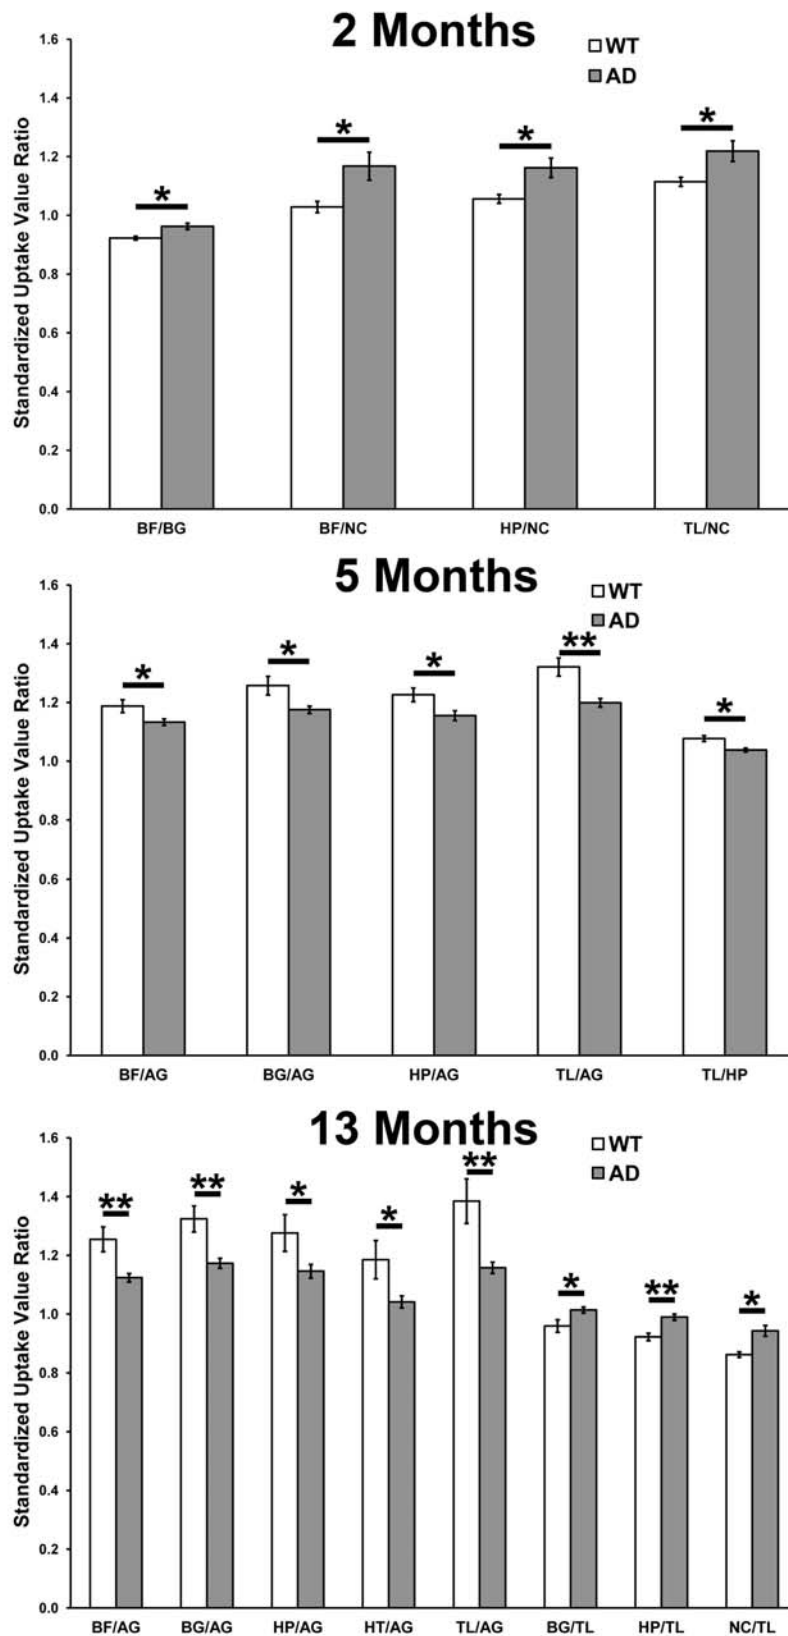 2 Months
WT
AD
Standardized Uptake Value Ratio
1.6
1.4
1.2
1.0
0.8
0.6
0.4
0.2
0.0
*
*
*
*
BF/BG BF/NC HP/NC TL/NC
5 Months
WT
AD
Standardized Uptake Value Ratio
1.6
1.4
1.2
1.0
0.8
0.6
0.4
0.2
0.0
*
*
*
**
*
BF/AG BG/AG HP/AG TL/AG TL/HP
13 Months
WT
AD
Standardized Uptake Value Ratio
1.6
1.4
1.2
1.0
0.8
0.6
0.4
0.2
0.0
**
**
*
*
**
*
**
*
BF/AG BG/AG HP/AG HT/AG TL/AG BG/TL HP/TL NC/TL